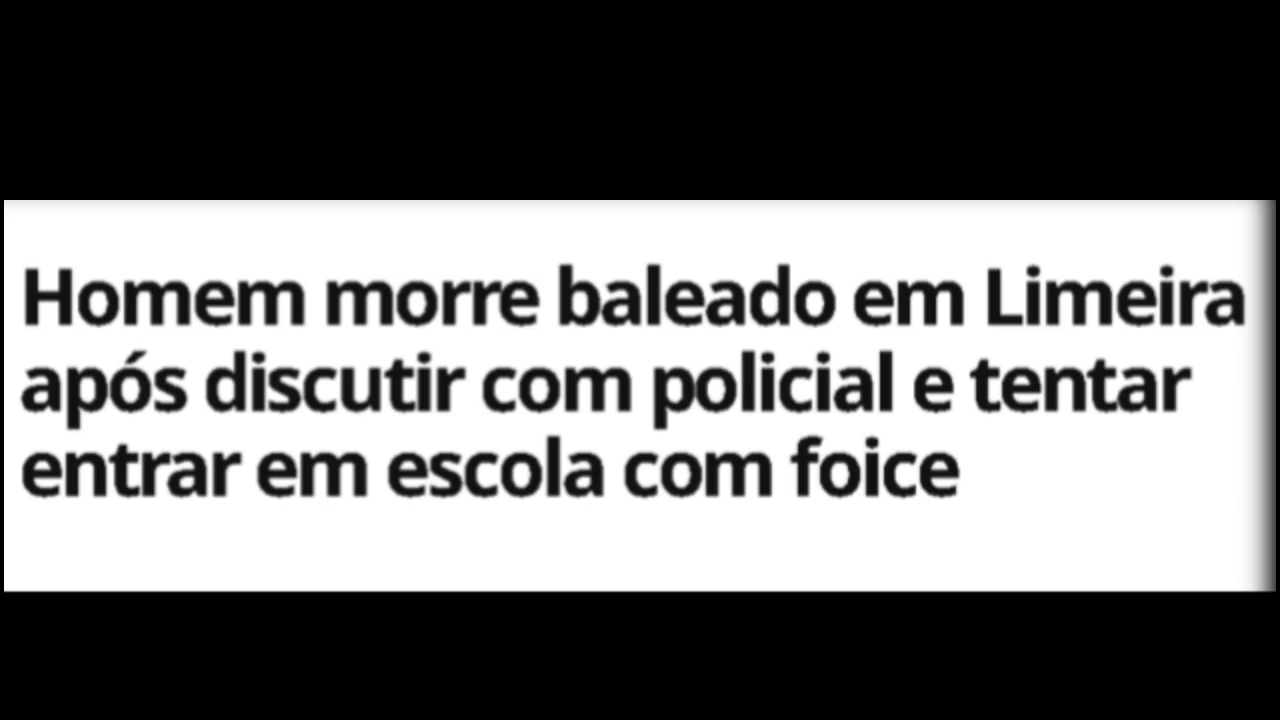 Homem morre baleado em Limeira
após discutir com policial e tentar
entrar em escola com foice